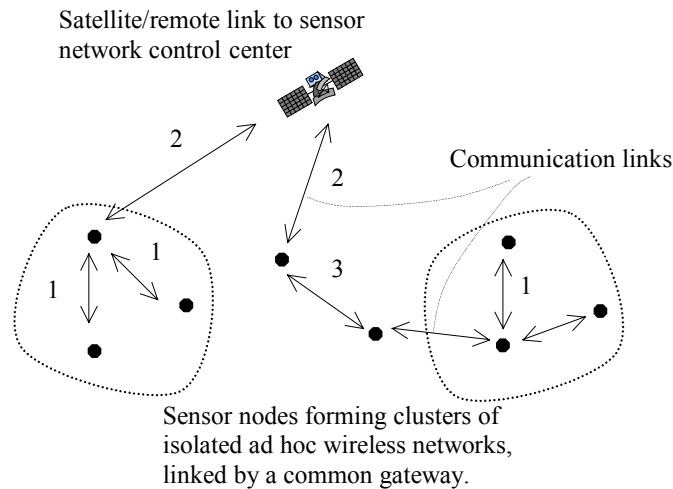 Satellite/remote link to sensor
network control center
2
2
Communication links
1
1
3
1
Sensor nodes forming clusters of
isolated ad hoc wireless networks,
linked by a common gateway.